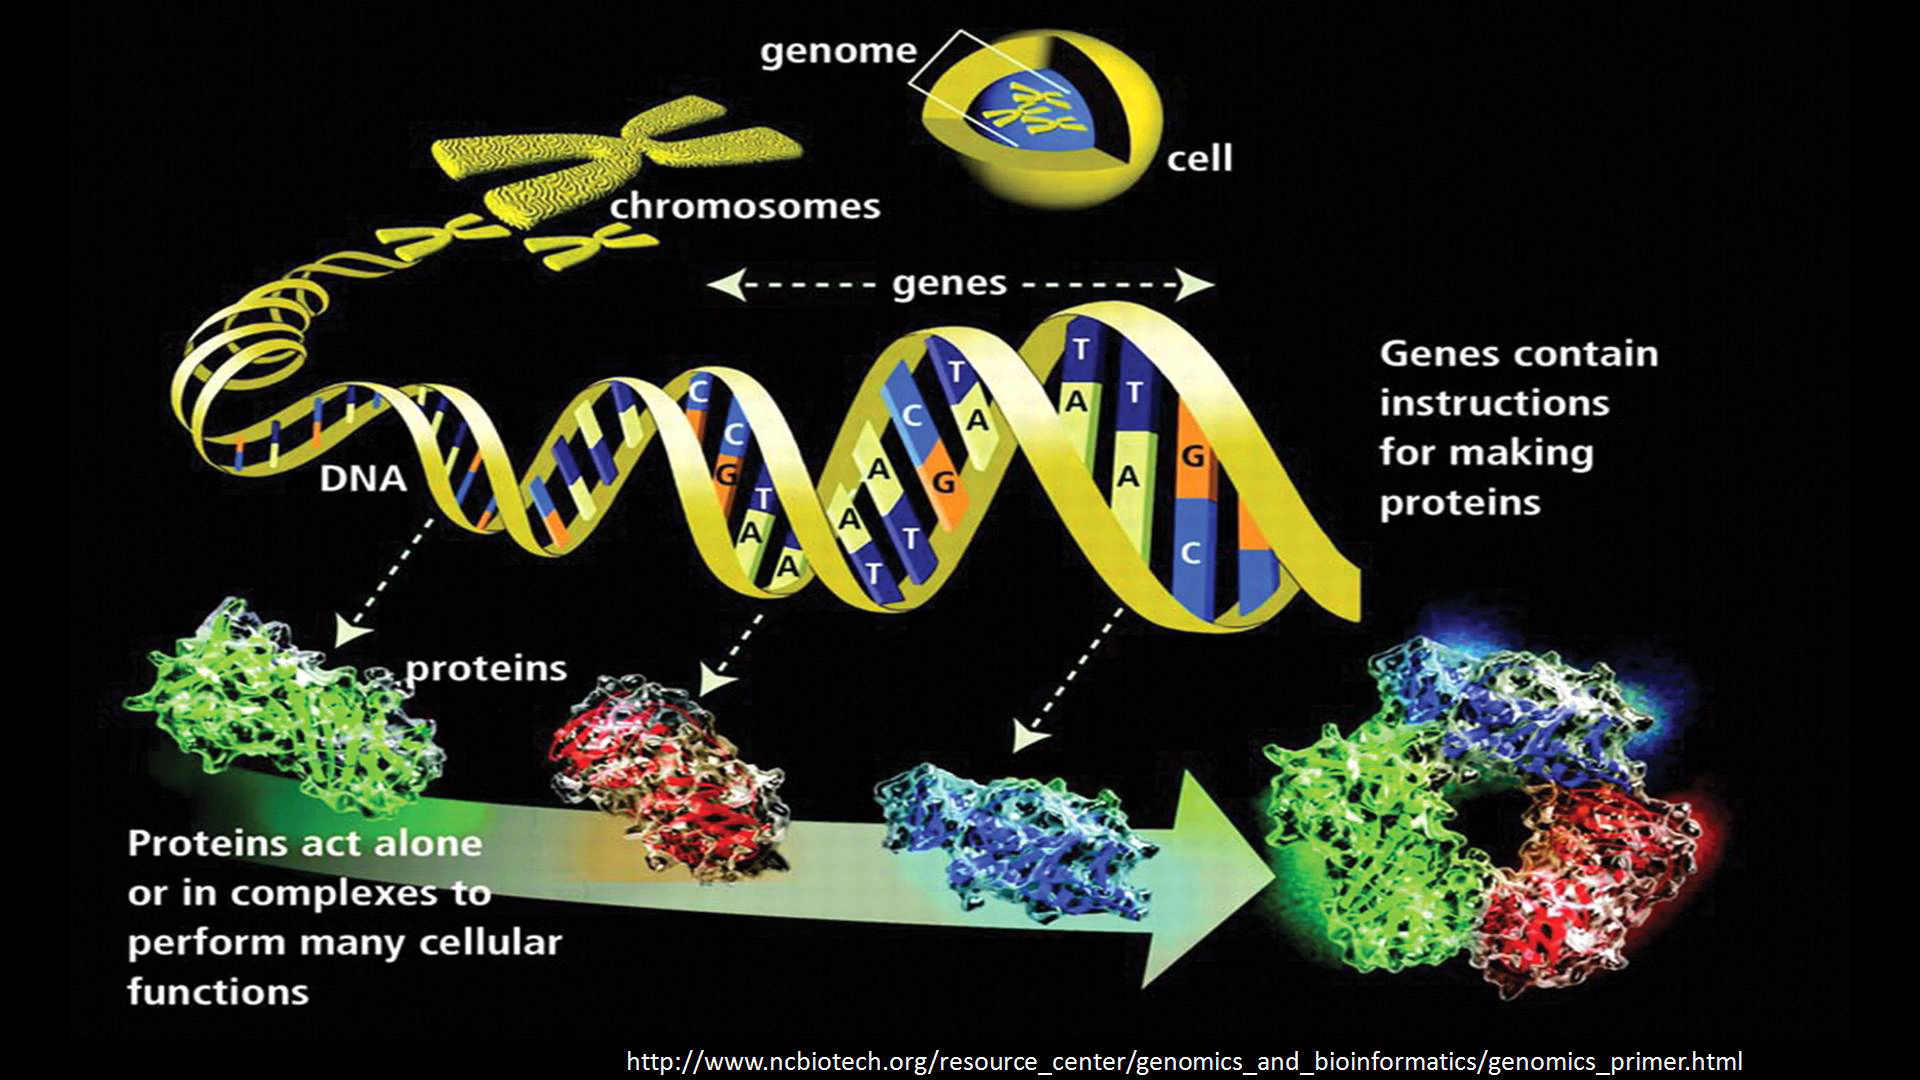 genome
cell
chromosomes
genes
Genes contain
instructions
for making
proteins
DNA
C
C
G
T
A
A
A
T
A
T
C
G
T
A
T
A
T
A
G
C
proteins
Proteins act alone
or in complexes to
perform many cellular
functions
http://www.ncbiotech.org/resource_center/genomics_and_bioinformatics/genomics_primer.html